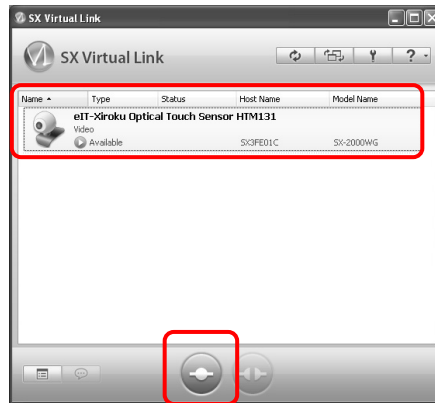 SX Virtual Link
SX Virtual Link
?
Name Type Status Host Name Model Name
eIT-Xiroku Optical Touch Sensor HTM131
Video
Available SX3FE01C SX-2000WG